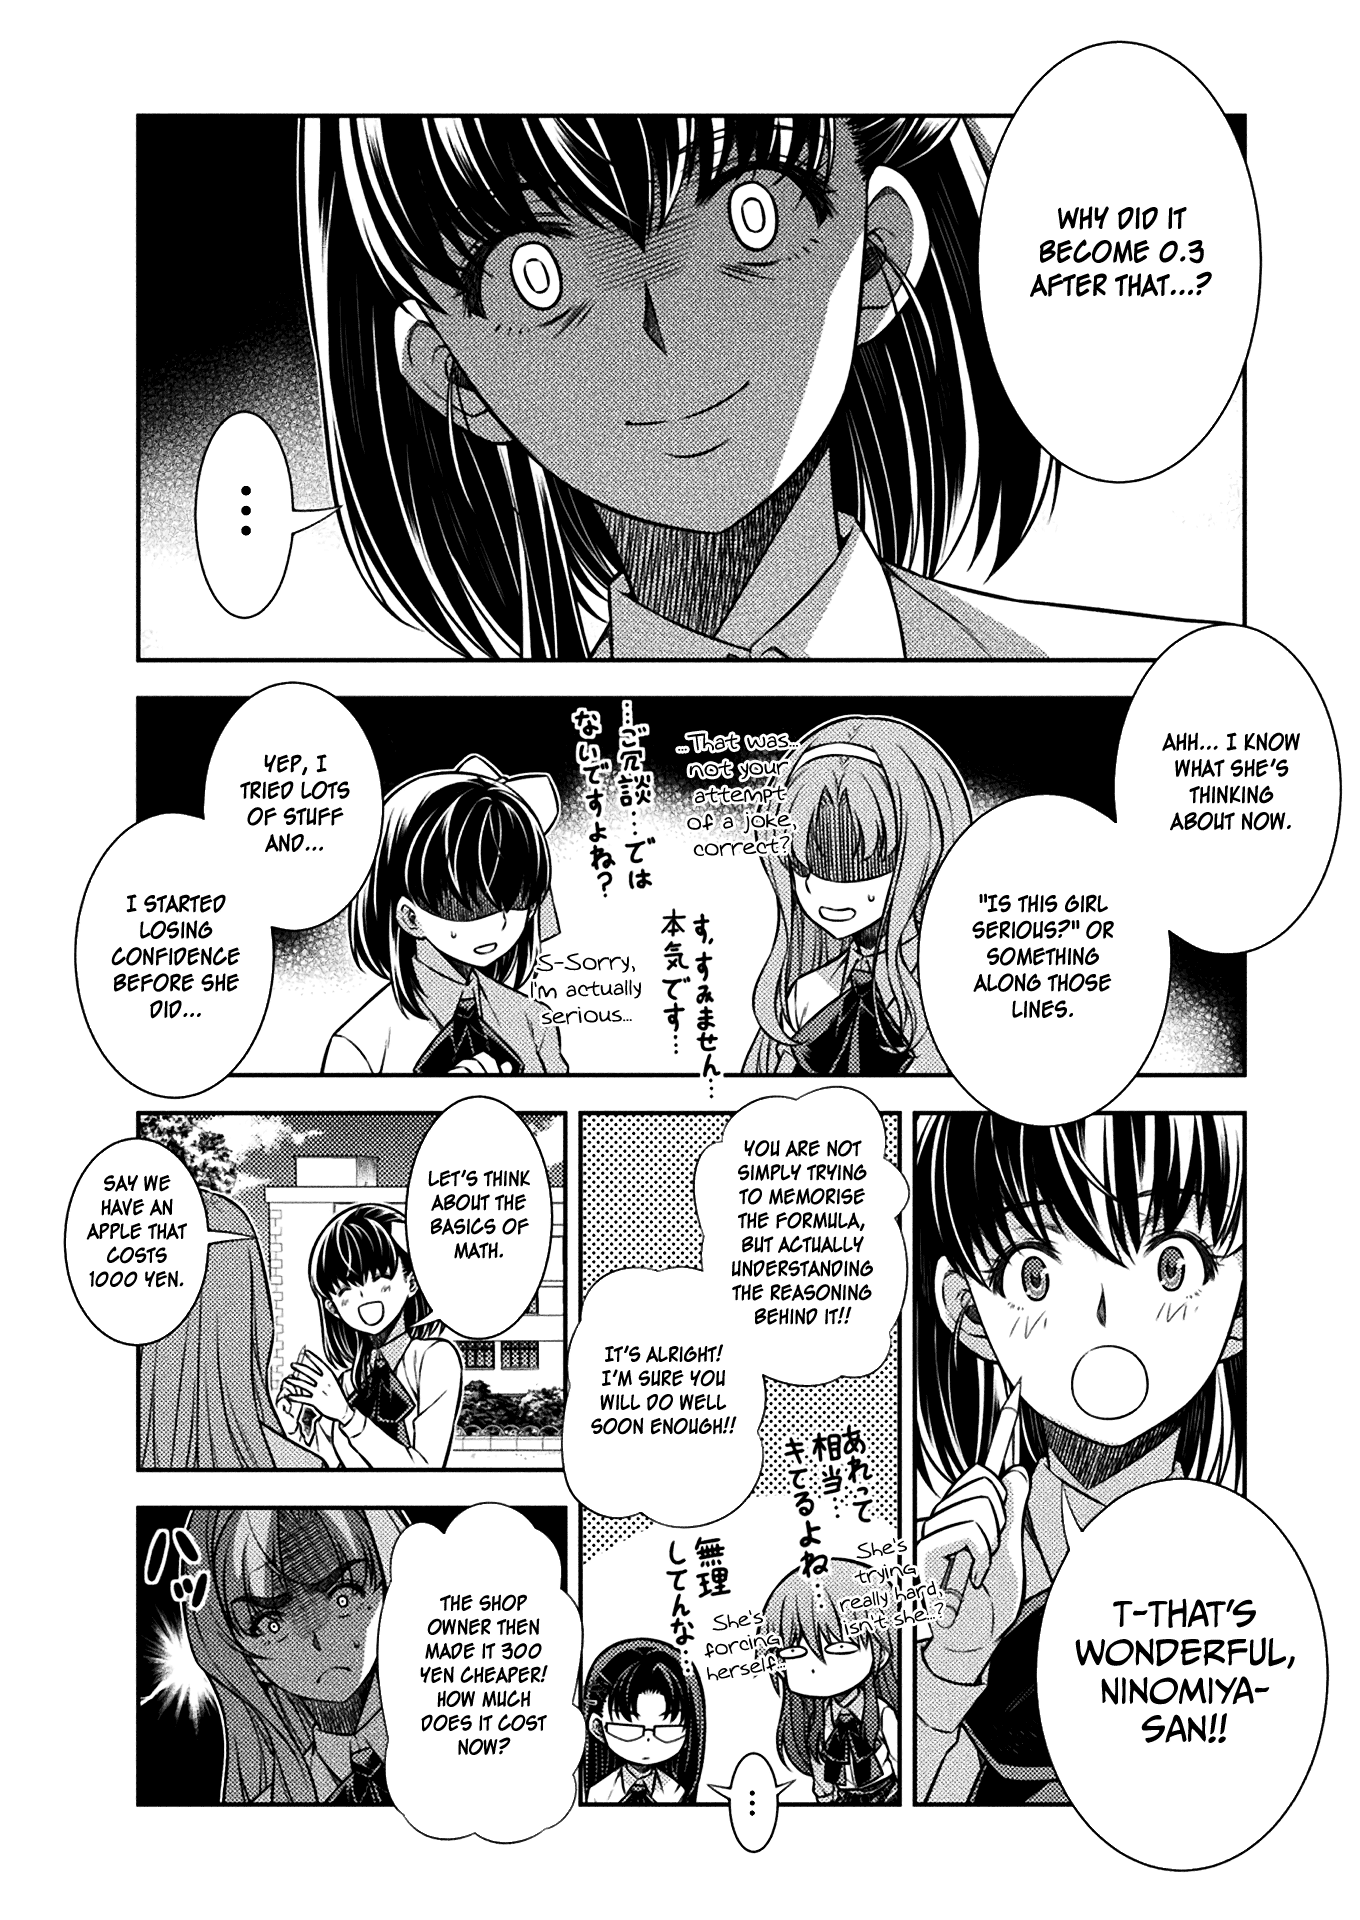 WHY DID IT
BECOME 0.3
AFTER THAT...?
...
AHH... I KNOW
WHAT SHE'S
THINKING
ABOUT NOW.
"IS THIS GIRL
SERIOUS?" OR
SOMETHING
ALONG THOSE
LINES.
...That was...
not your
attempt
of a joke,
correct?
…ご冗談…では
ないですよね?
す、すみません…
本気です…
S-Sorry,
I'm actually
serious...
YEP, I
TRIED LOTS
OF STUFF
AND...
I STARTED
LOSING
CONFIDENCE
BEFORE SHE
DID...
T-THAT'S
WONDERFUL,
NINOMIYA-
SAN!!
YOU ARE NOT
SIMPLY TRYING
TO MEMORISE
THE FORMULA,
BUT ACTUALLY
UNDERSTANDING
THE REASONING
BEHIND IT!!
IT'S ALRIGHT!
I'M SURE YOU
WILL DO WELL
SOON ENOUGH!!
あれって
相当…
キてるよね…
She's
trying
really hard,
isn't she...?
無理
してんな…
She's
forcing
herself...
...
LET'S THINK
ABOUT THE
BASICS OF
MATH.
SAY WE
HAVE AN
APPLE THAT
COSTS
1000 YEN.
THE SHOP
OWNER THEN
MADE IT 300
YEN CHEAPER!
HOW MUCH
DOES IT COST
NOW?
ハッ